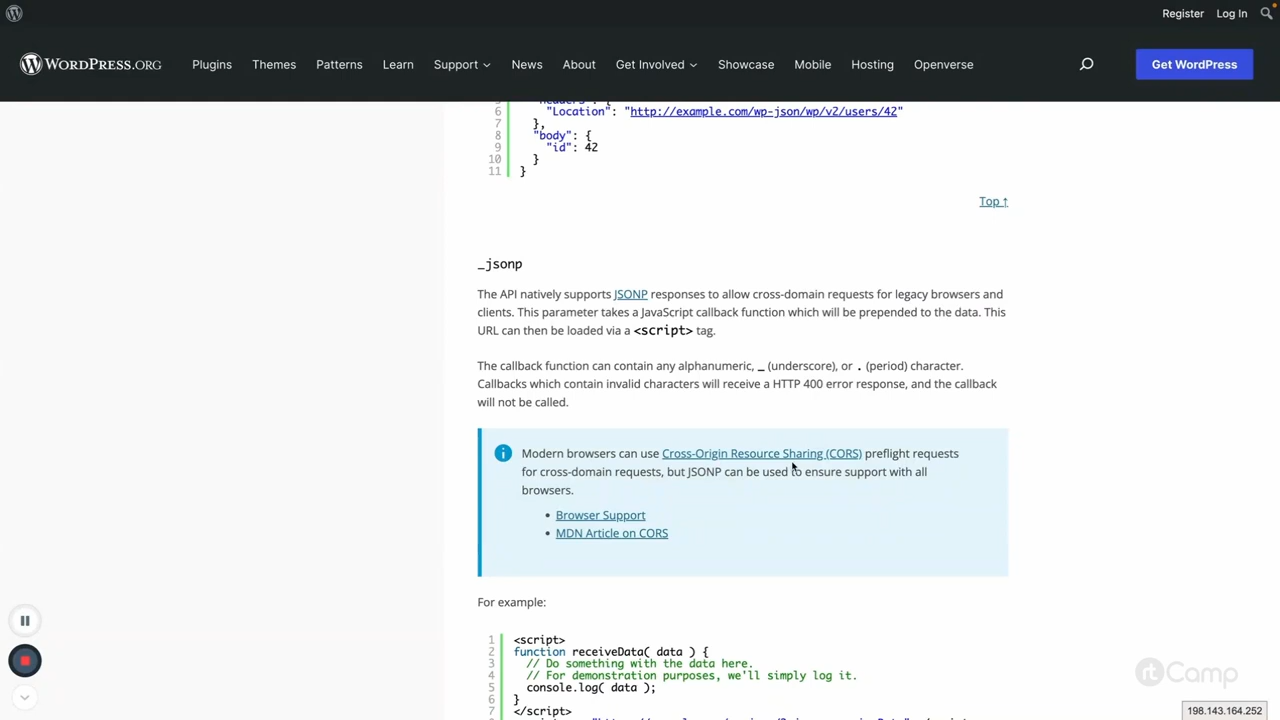 Register Log In
WORDPRESS.ORG Plugins Themes Patterns Learn Support News About Get Involved Showcase Mobile Hosting Openverse Get WordPress
6 "Location": "http://example.com/wp-json/wp/v2/users/42"
7 },
8 "body": {
9 "id": 42
10 }
11 }
Top ↑
_jsonp
The API natively supports JSONP responses to allow cross-domain requests for legacy browsers and
clients. This parameter takes a JavaScript callback function which will be prepended to the data. This
URL can then be loaded via a <script> tag.
The callback function can contain any alphanumeric, _ (underscore), or . (period) character.
Callbacks which contain invalid characters will receive a HTTP 400 error response, and the callback
will not be called.
Modern browsers can use Cross-Origin Resource Sharing (CORS) preflight requests
for cross-domain requests, but JSONP can be used to ensure support with all
browsers.
• Browser Support
• MDN Article on CORS
For example:
1 <script>
2 function receiveData( data ) {
3 // Do something with the data here.
4 // For demonstration purposes, we'll simply log it.
5 console.log( data );
6 }
7 </script>
rtCamp
198.143.164.252